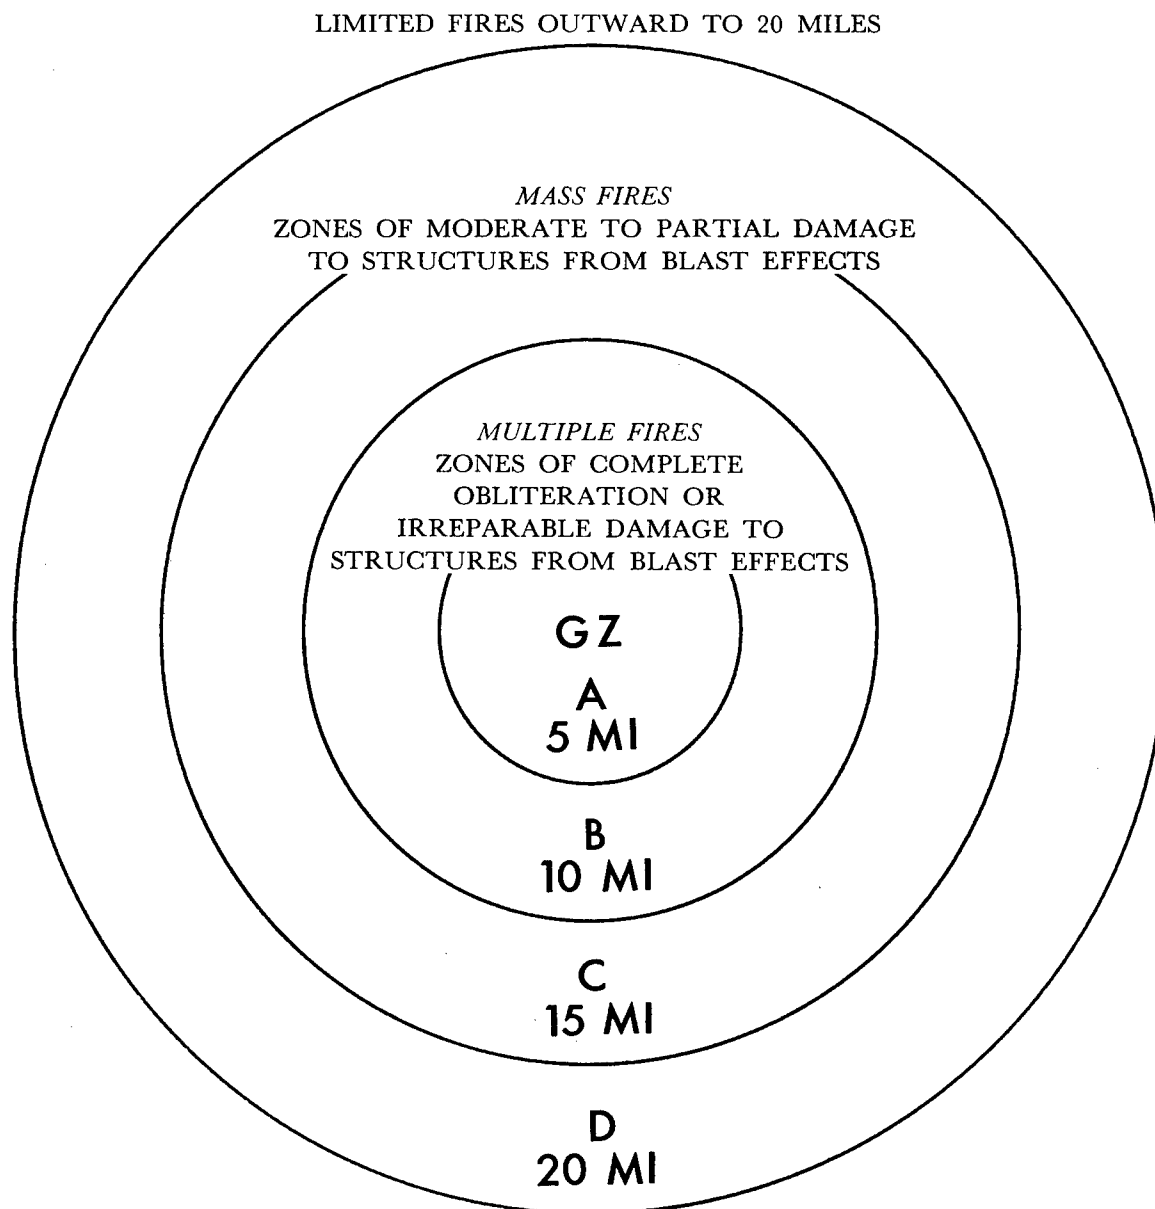 LIMITED FIRES OUTWARD TO 20 MILES
MASS FIRES
ZONES OF MODERATE TO PARTIAL DAMAGE
TO STRUCTURES FROM BLAST EFFECTS
MULTIPLE FIRES
ZONES OF COMPLETE
OBLITERATION OR
IRREPARABLE DAMAGE TO
STRUCTURES FROM BLAST EFFECTS
GZ
A
5 MI
B
10 MI
C
15 MI
D
20 MI